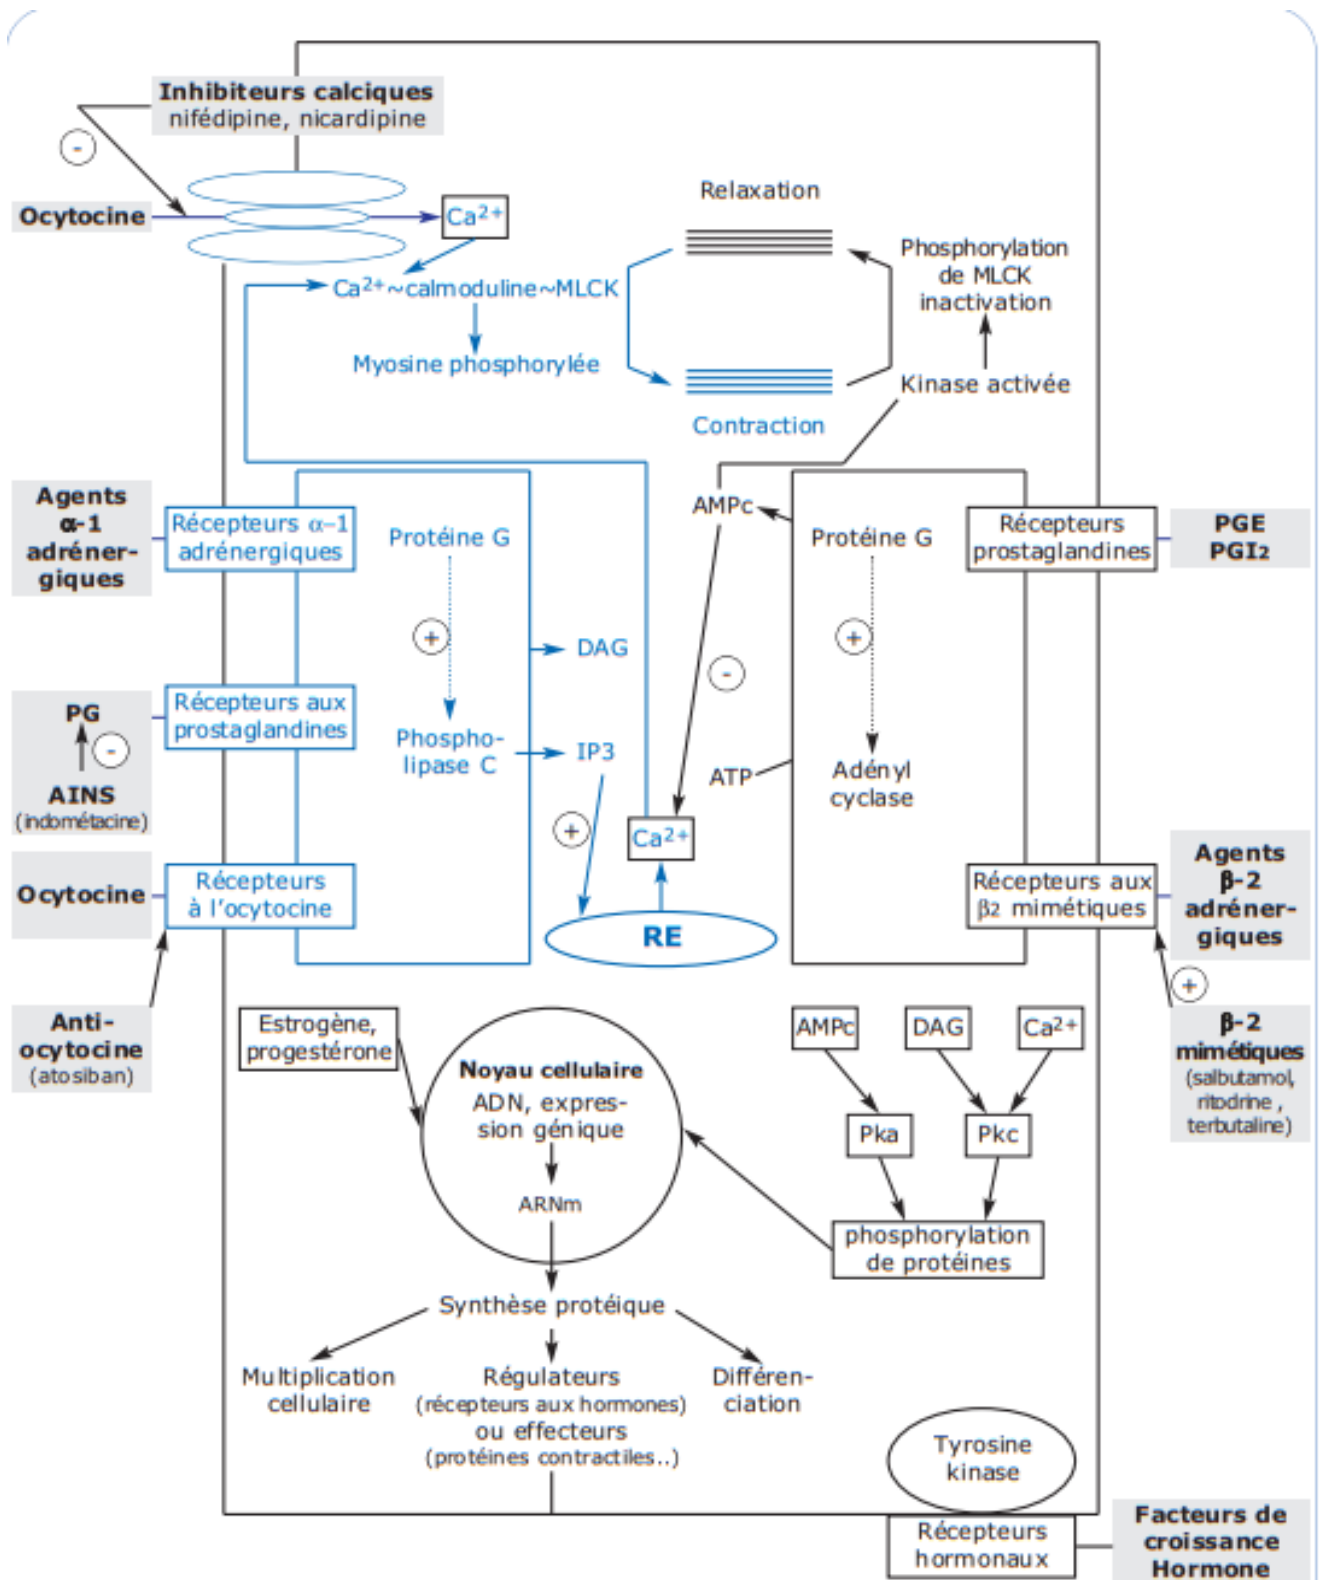 Inhibiteurs calciques
nifédipine, nicardipine
-
Ocytocine
Ca2+
Relaxation
Phosphorylation
de MLCK
inactivation
Ca2+~calmoduline~MLCK
Myosine phosphorylée
Kinase activée
Contraction
Agents
α-1
adréner-
giques
Récepteurs α-1
adrénergiques
Protéine G
+
Phospho-
lipase C
DAG
IP3
+
AMPc
-
ATP
Ca2+
RE
Protéine G
+
Adényl
cyclase
Récepteurs
prostaglandines
PGE
PGI2
PG
-
AINS
(indométacine)
Récepteurs aux
prostaglandines
Ocytocine
Récepteurs
à l'ocytocine
Récepteurs aux
β2 mimétiques
Agents
β-2
adréner-
giques
+
β-2
mimétiques
(salbutamol,
ritodrine ,
terbutaline)
Anti-
ocytocine
(atosiban)
Estrogène,
progestérone
Noyau cellulaire
ADN, expres-
sion génique
ARNm
AMPc
DAG
Ca2+
Pka
Pkc
phosphorylation
de protéines
Synthèse protéique
Multiplication
cellulaire
Régulateurs
(récepteurs aux hormones)
ou effecteurs
(protéines contractiles..)
Différen-
ciation
Tyrosine
kinase
Récepteurs
hormonaux
Facteurs de
croissance
Hormone